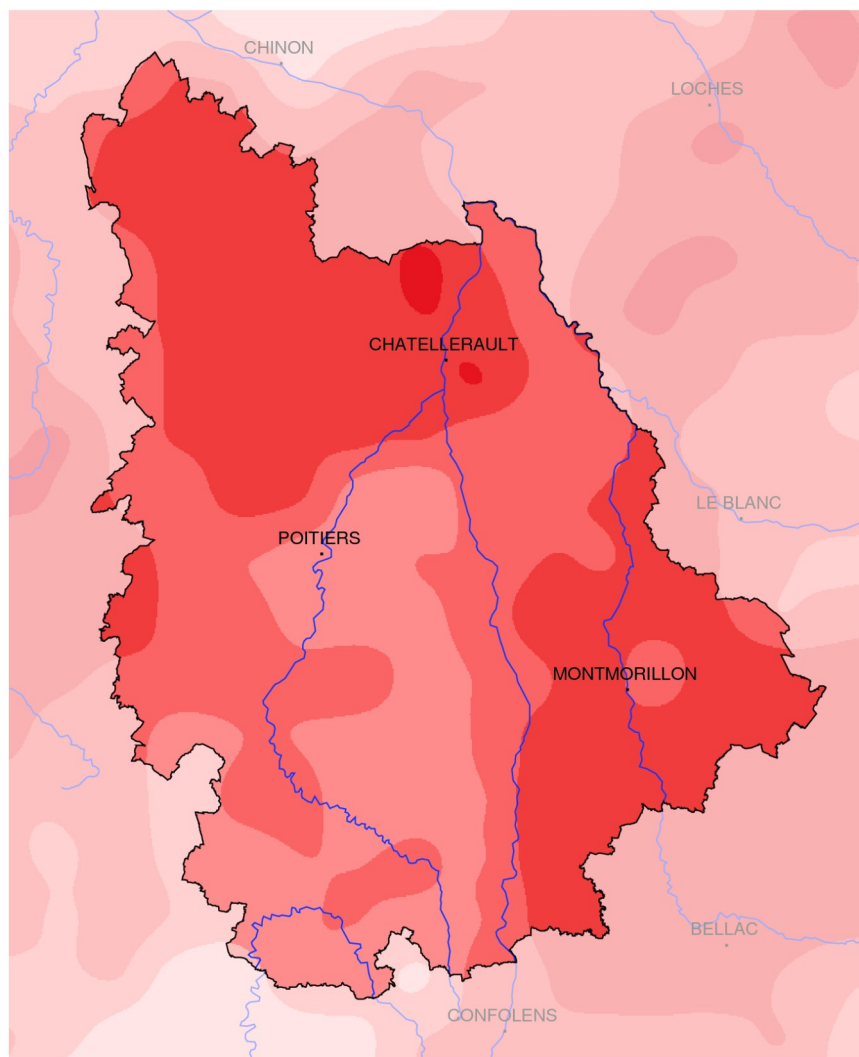 CHINON
LOCHES
CHATELLERAULT
LE BLANC
POITIERS
MONTMORILLON
BELLAC
CONFOLENS